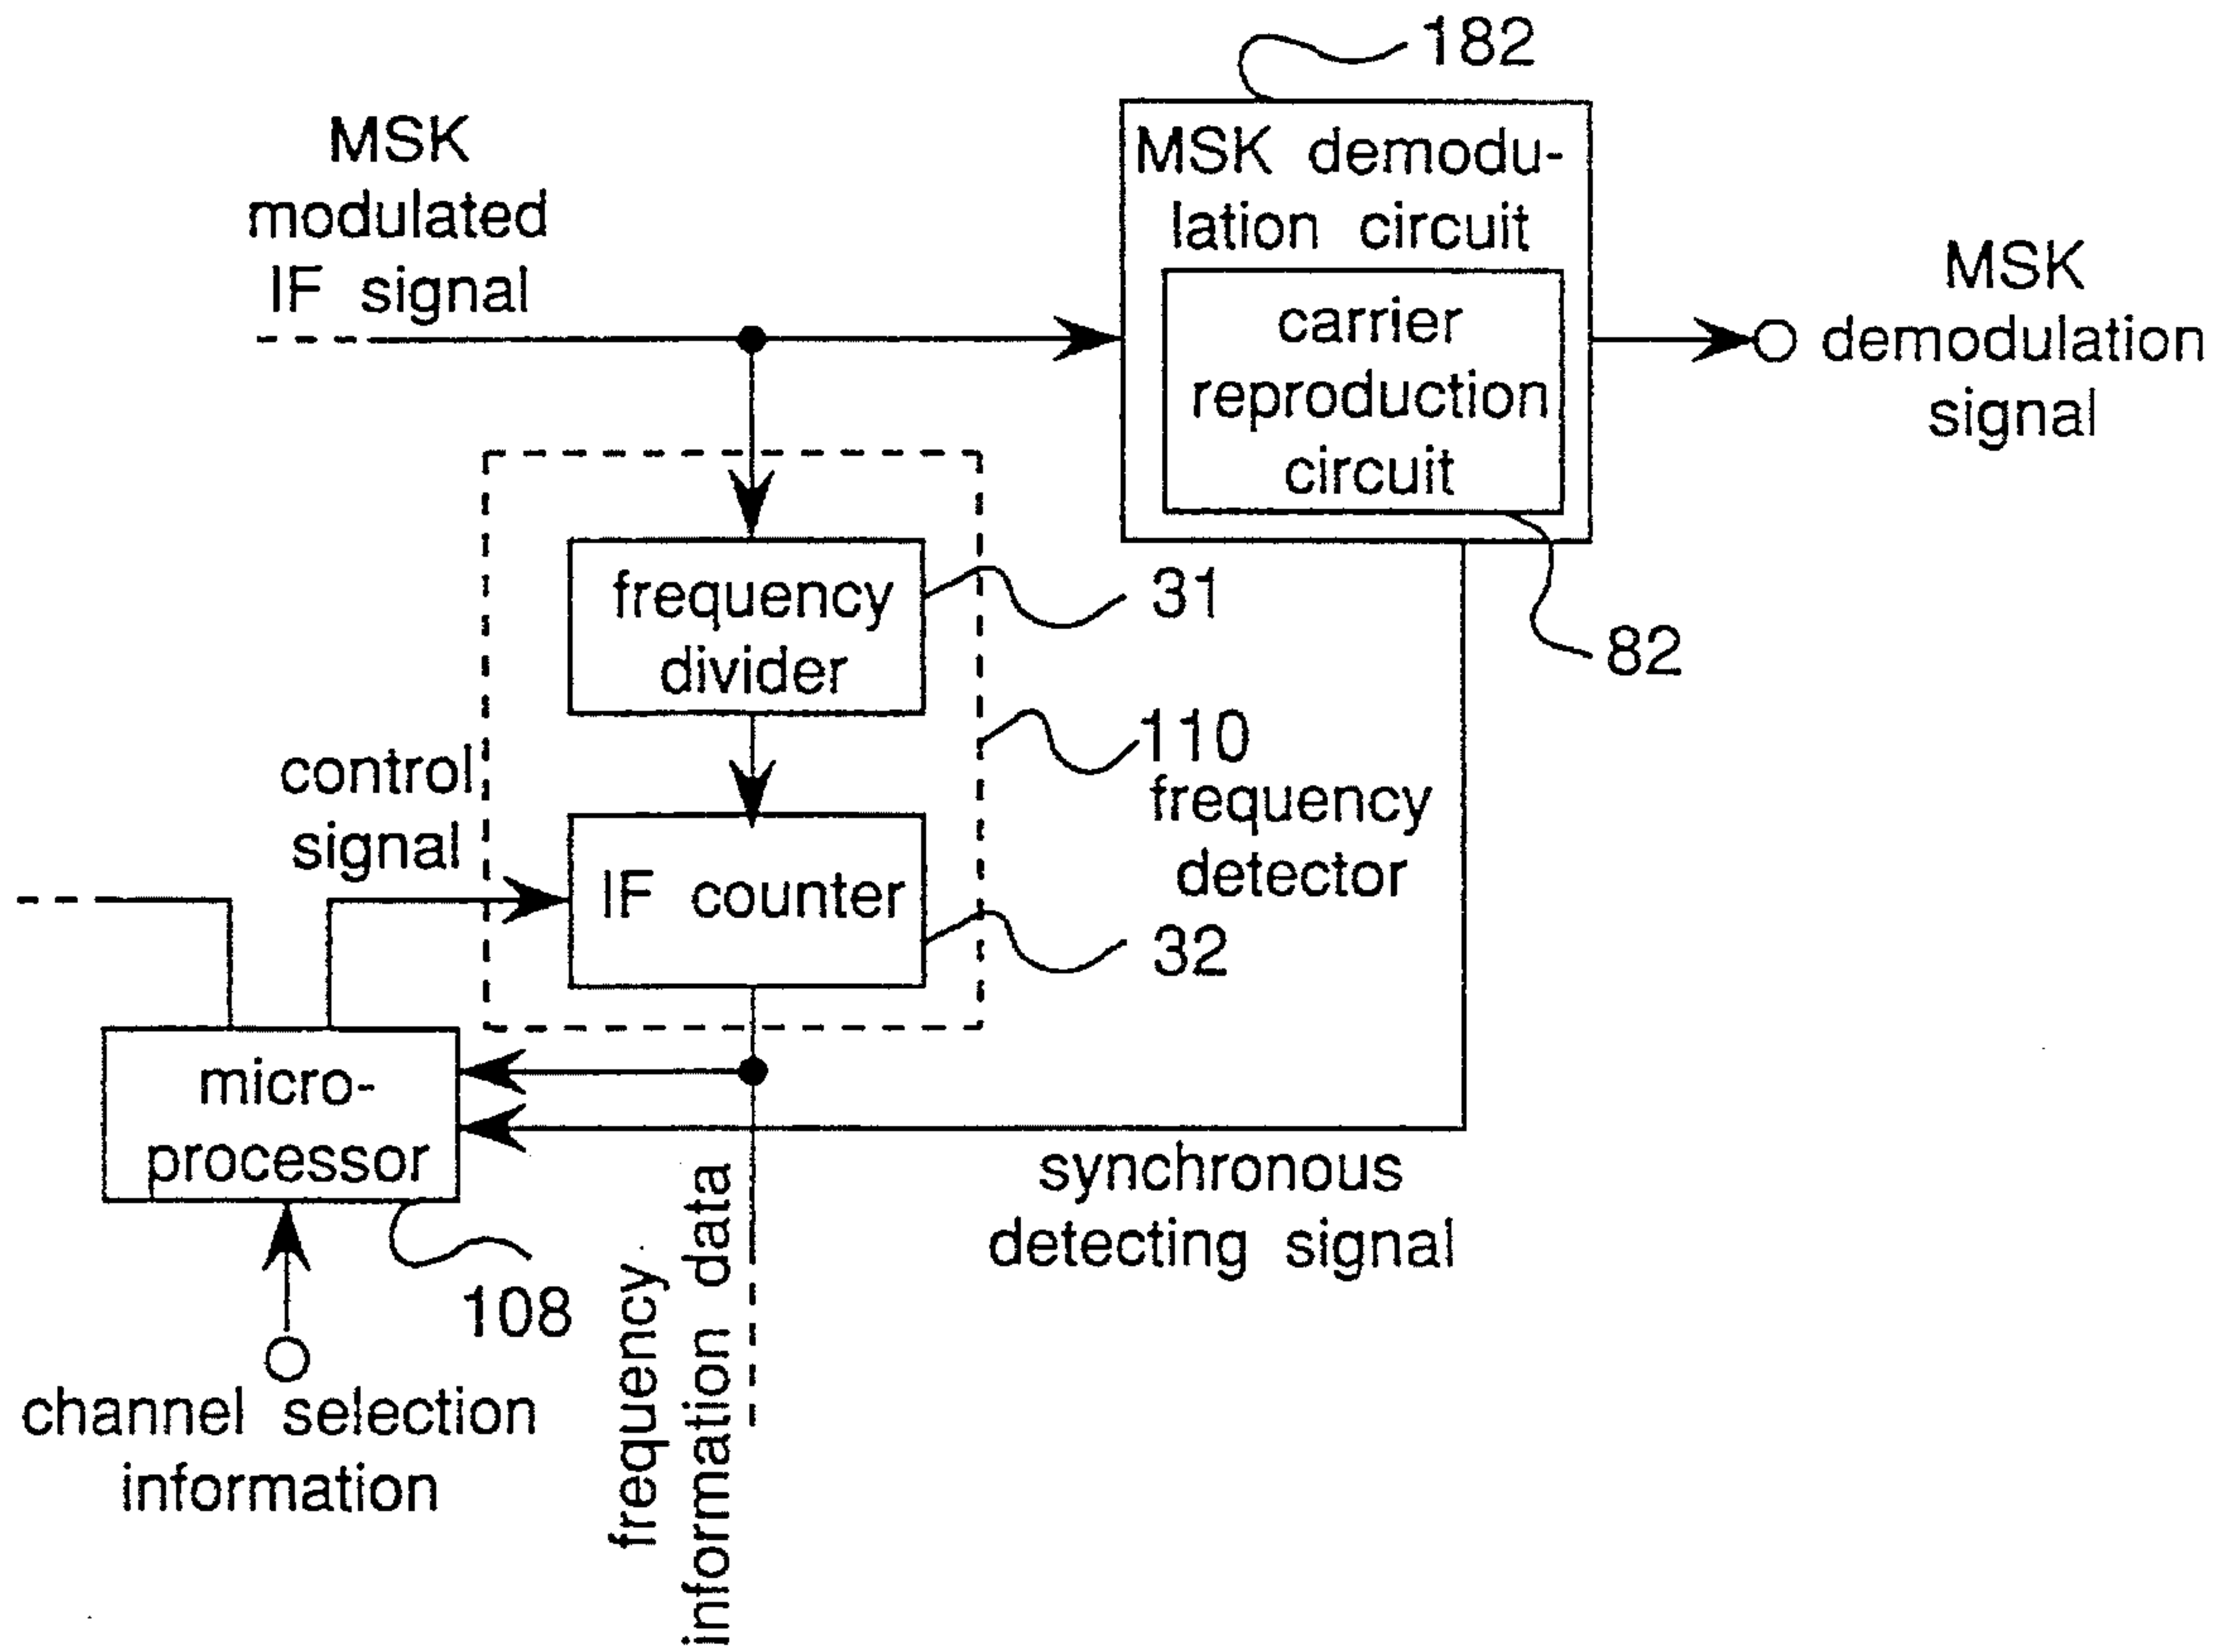 182
MSK
modulated
IF signal
MSK demodu-
lation circuit
carrier
reproduction
circuit
MSK
demodulation
signal
frequency
divider
31
82
110
frequency
detector
control
signal
IF counter
32
micro-
processor
synchronous
detecting signal
108
channel selection
information
frequency
information data